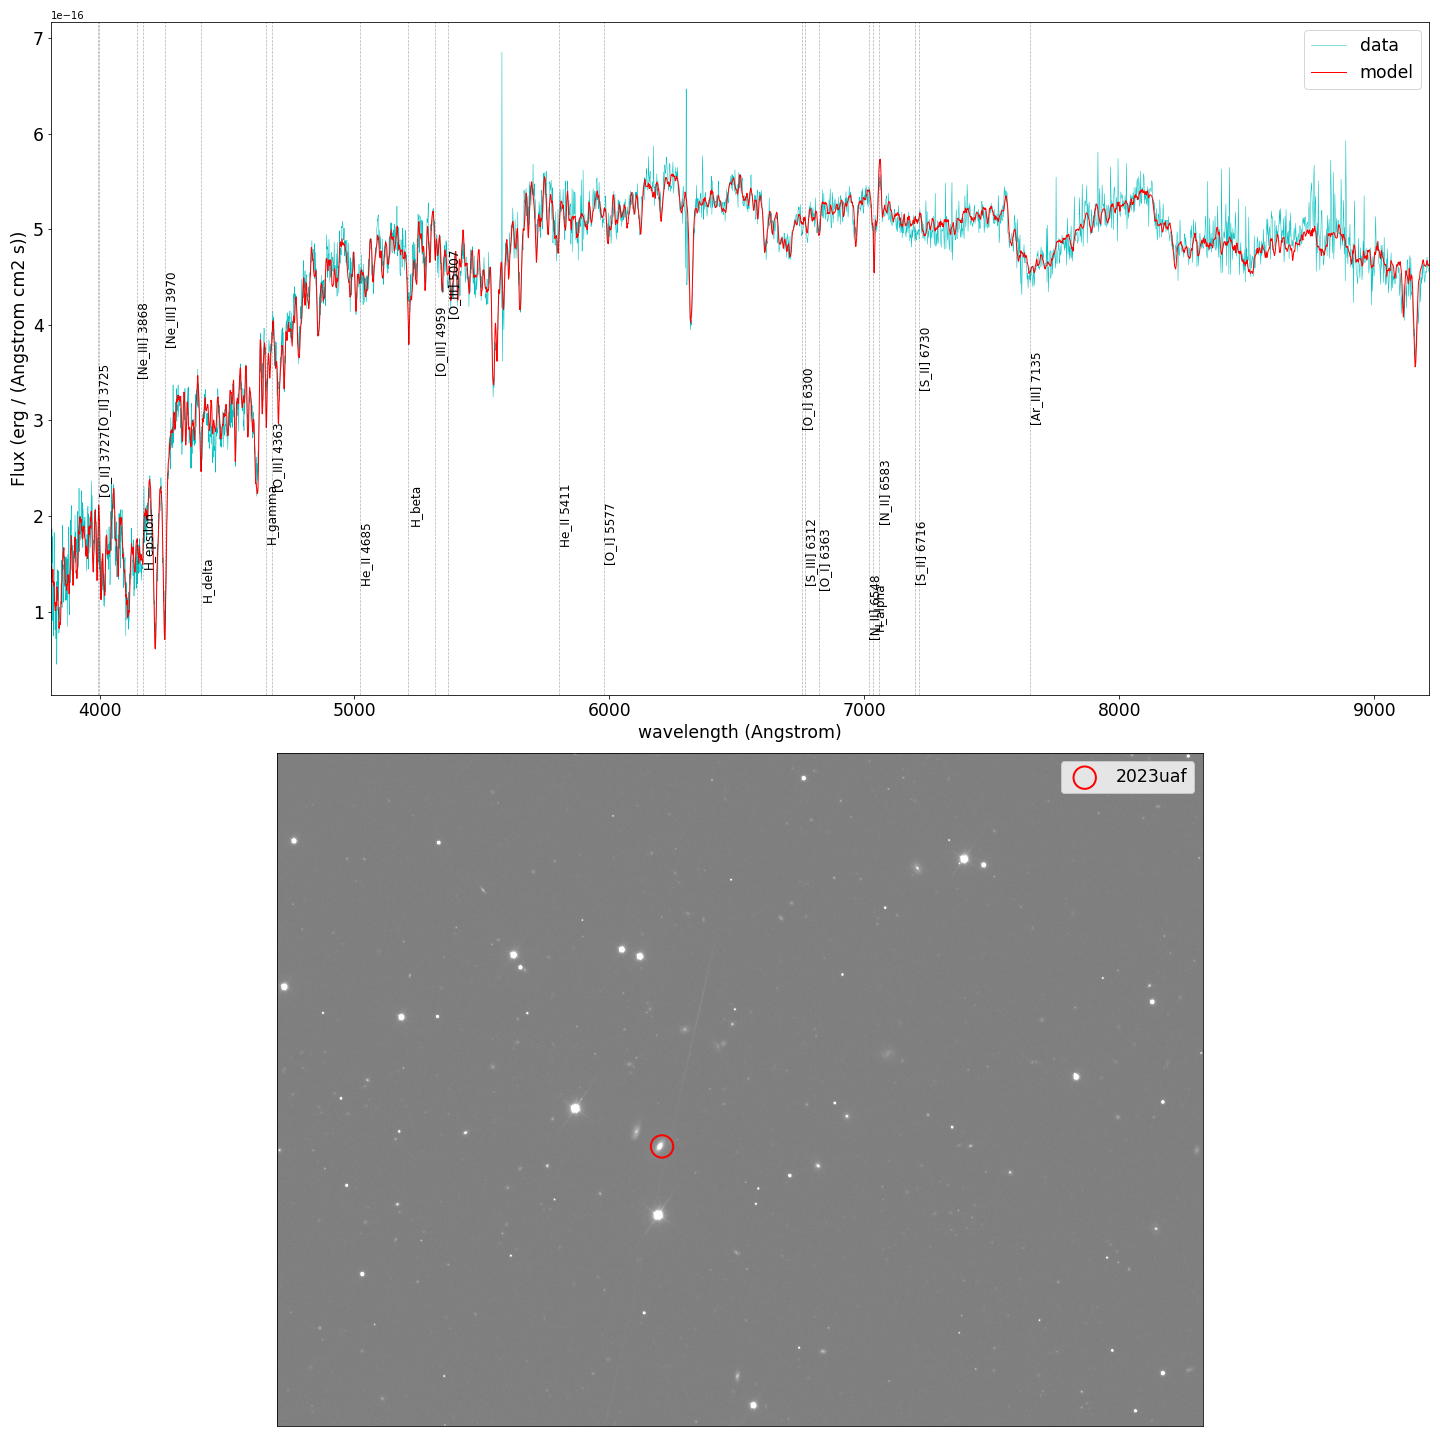 1e−16
data
model
7
6
5
4
3
2
1
Flux (erg / (Angstrom cm2 s))
[O_II] 3725
[O_II] 3727
[Ne_III] 3868
H_epsilon
[Ne_III] 3970
H_delta
H_gamma
[O_III] 4363
He_II 4685
H_beta
[O_III] 4959
[O_III] 5007
He_II 5411
[O_I] 5577
[O_I] 6300
[S_III] 6312
[O_I] 6363
[N_II] 6548
H_alpha
[N_II] 6583
[S_II] 6716
[S_II] 6730
[Ar_III] 7135
4000
5000
6000
7000
8000
9000
wavelength (Angstrom)
2023uaf